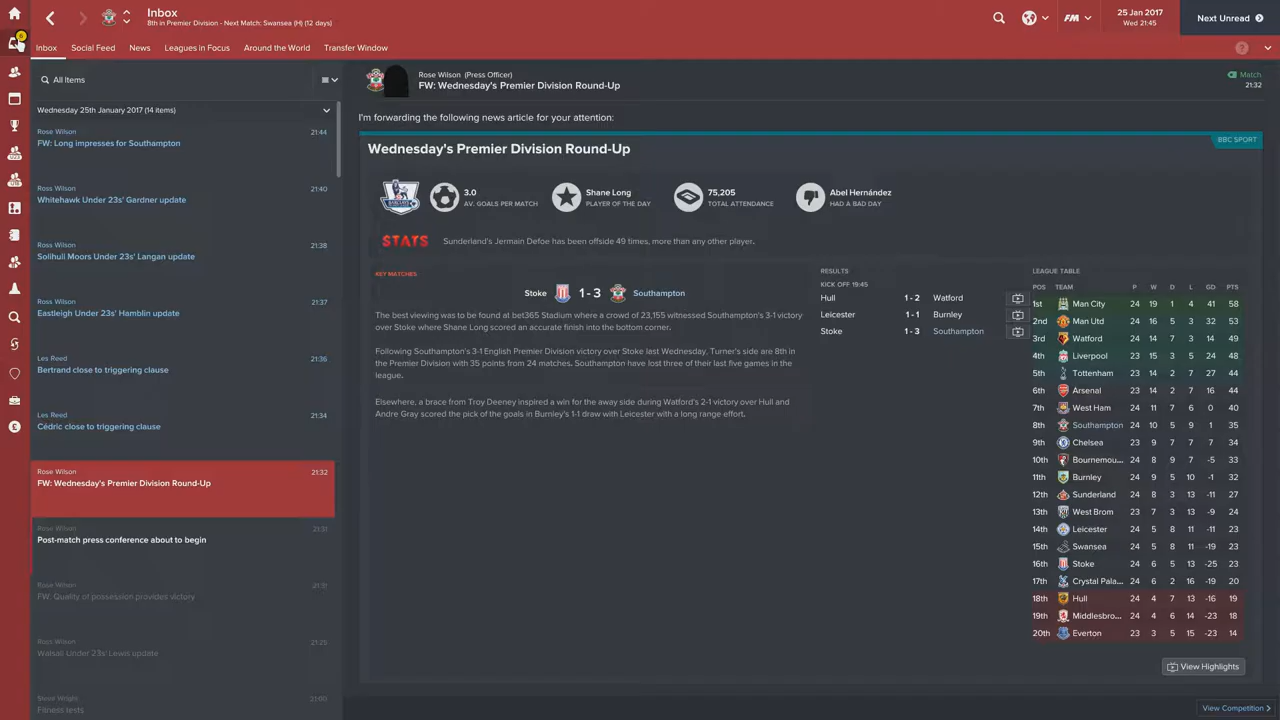 Inbox
8th in Premier Division - Next Match: Swansea (H) (12 days)
FM
25 Jan 2017
Wed 21:45
Next Unread
Inbox
Social Feed
News
Leagues in Focus
Around the World
Transfer Window
?
All Items
Wednesday 25th January 2017 (14 items)
Rose Wilson 21:44
FW: Long impresses for Southampton
Ross Wilson 21:40
Whitehawk Under 23s' Gardner update
Ross Wilson 21:38
Solihull Moors Under 23s' Langan update
Ross Wilson 21:37
Eastleigh Under 23s' Hamblin update
Les Reed 21:36
Bertrand close to triggering clause
Les Reed 21:34
Cédric close to triggering clause
Rose Wilson 21:32
FW: Wednesday's Premier Division Round-Up
Rose Wilson 21:31
Post-match press conference about to begin
Rose Wilson
FW: Quality of possession provides victory
Ross Wilson 21:25
Walsall Under 23s' Lewis update
Steve Wright 21:00
Fitness tests
Rose Wilson (Press Officer)
FW: Wednesday's Premier Division Round-Up
Match
21:32
I'm forwarding the following news article for your attention:
BBC SPORT
Wednesday's Premier Division Round-Up
3.0
AV. GOALS PER MATCH
Shane Long
PLAYER OF THE DAY
75,205
TOTAL ATTENDANCE
Abel Hernández
HAD A BAD DAY
STATS Sunderland's Jermain Defoe has been offside 49 times, more than any other player.
KEY MATCHES
Stoke 1 - 3 Southampton
The best viewing was to be found at bet365 Stadium where a crowd of 23,155 witnessed Southampton's 3-1 victory
over Stoke where Shane Long scored an accurate finish into the bottom corner.
Following Southampton's 3-1 English Premier Division victory over Stoke last Wednesday, Turner's side are 8th in
the Premier Division with 35 points from 24 matches. Southampton have lost three of their last five games in the
league.
Elsewhere, a brace from Troy Deeney inspired a win for the away side during Watford's 2-1 victory over Hull and
Andre Gray scored the pick of the goals in Burnley's 1-1 draw with Leicester with a long range effort.
RESULTS
KICK OFF 19:45
Hull 1 - 2 Watford
Leicester 1 - 1 Burnley
Stoke 1 - 3 Southampton
LEAGUE TABLE
POS TEAM P W D L GD PTS
1st Man City 24 19 1 4 41 58
2nd Man Utd 24 16 5 3 32 53
3rd Watford 24 14 7 3 14 49
4th Liverpool 23 15 3 5 24 48
5th Tottenham 23 14 2 7 27 44
6th Arsenal 23 14 2 7 16 44
7th West Ham 24 11 7 6 0 40
8th Southampton 24 10 5 9 1 35
9th Chelsea 23 9 7 7 7 34
10th Bournemou... 24 8 9 7 -5 33
11th Burnley 24 9 5 10 -1 32
12th Sunderland 24 8 3 13 -11 27
13th West Brom 23 7 3 13 -9 24
14th Leicester 24 5 8 11 -11 23
15th Swansea 24 5 8 11 -19 23
16th Stoke 24 6 5 13 -25 23
17th Crystal Pala... 24 6 2 16 -19 20
18th Hull 24 4 7 13 -16 19
19th Middlesbro... 24 4 6 14 -23 18
20th Everton 23 3 5 15 -23 14
View Highlights
View Competition